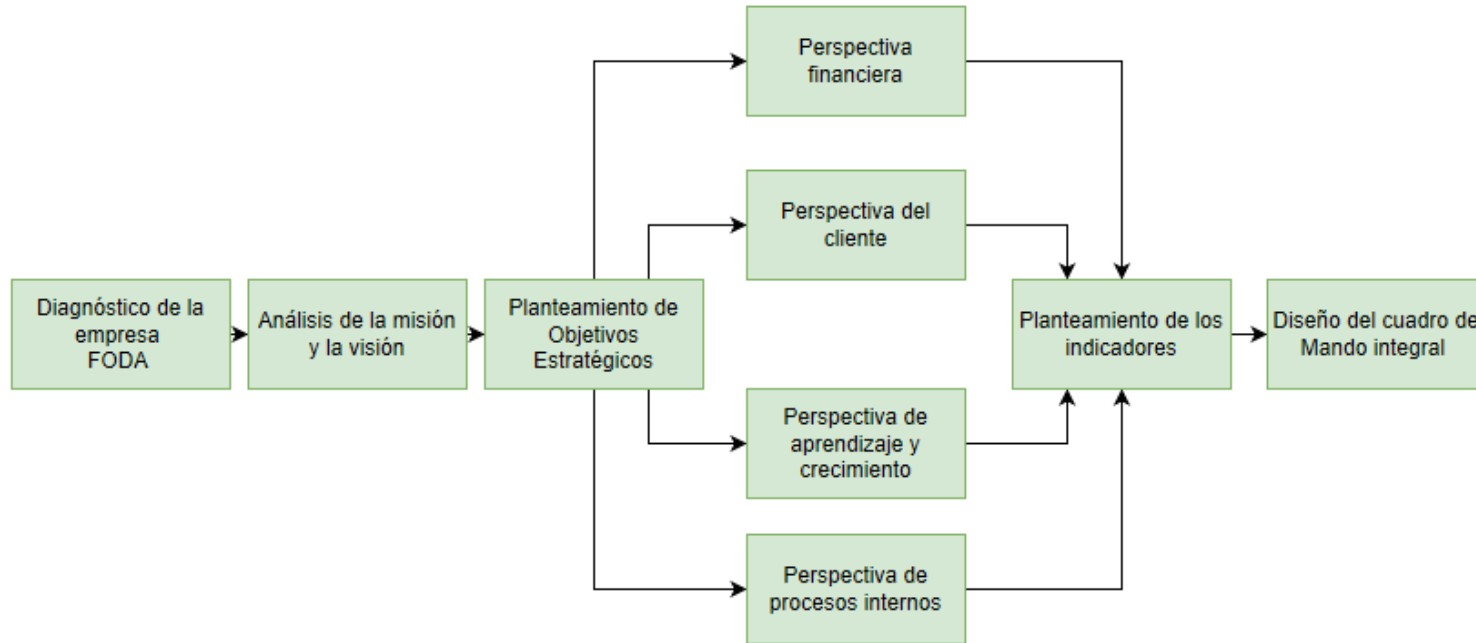 Diagnóstico de la
empresa
FODA
Análisis de la misión
y la visión
Planteamiento de
Objetivos
Estratégicos
Perspectiva
financiera
Perspectiva del
cliente
Perspectiva de
aprendizaje y
crecimiento
Perspectiva de
procesos internos
Planteamiento de los
indicadores
Diseño del cuadro de
Mando integral